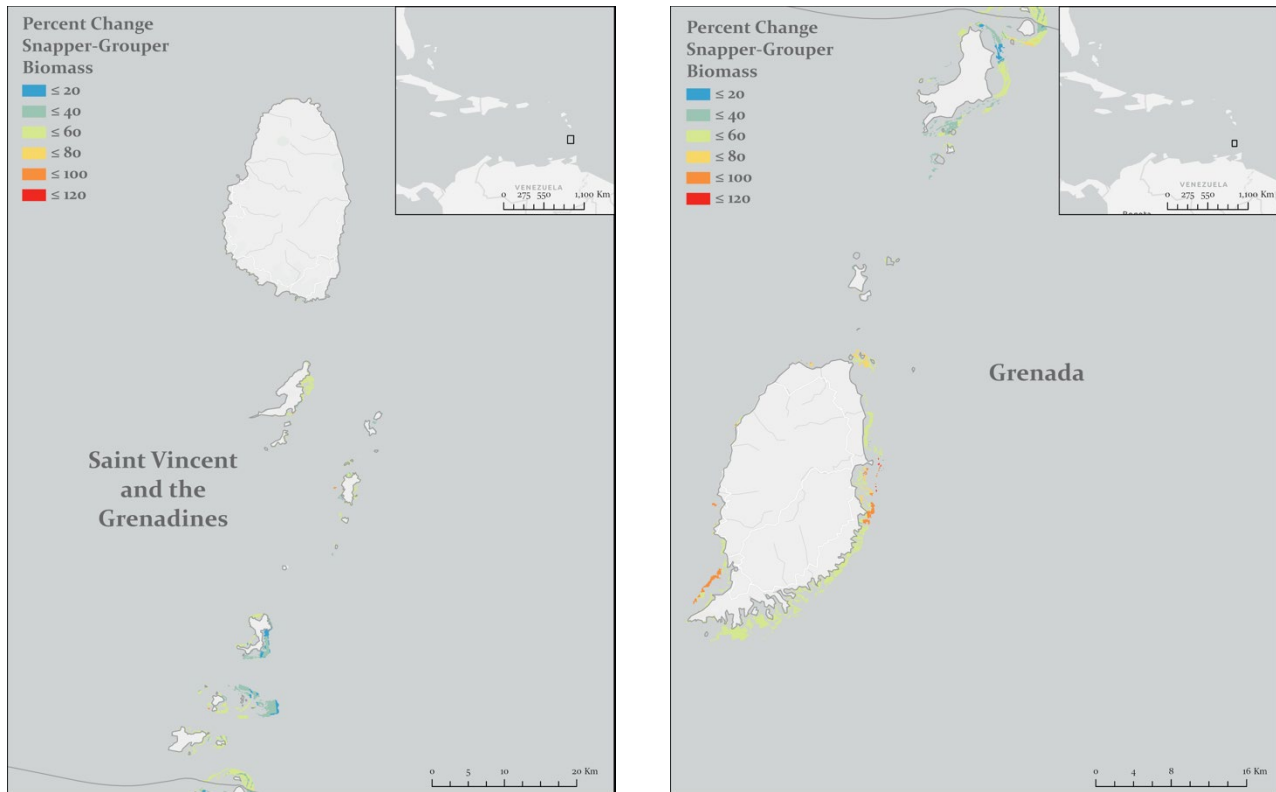 Percent Change
Snapper-Grouper
Biomass
≤ 20
≤ 40
≤ 60
≤ 80
≤ 100
≤ 120
VENEZUELA
0 275 550 1,100 Km
Saint Vincent
and the
Grenadines
0 5 10 20 Km
Percent Change
Snapper-Grouper
Biomass
≤ 20
≤ 40
≤ 60
≤ 80
≤ 100
≤ 120
VENEZUELA
0 275 550 1,100 Km
Grenada
0 4 8 16 Km